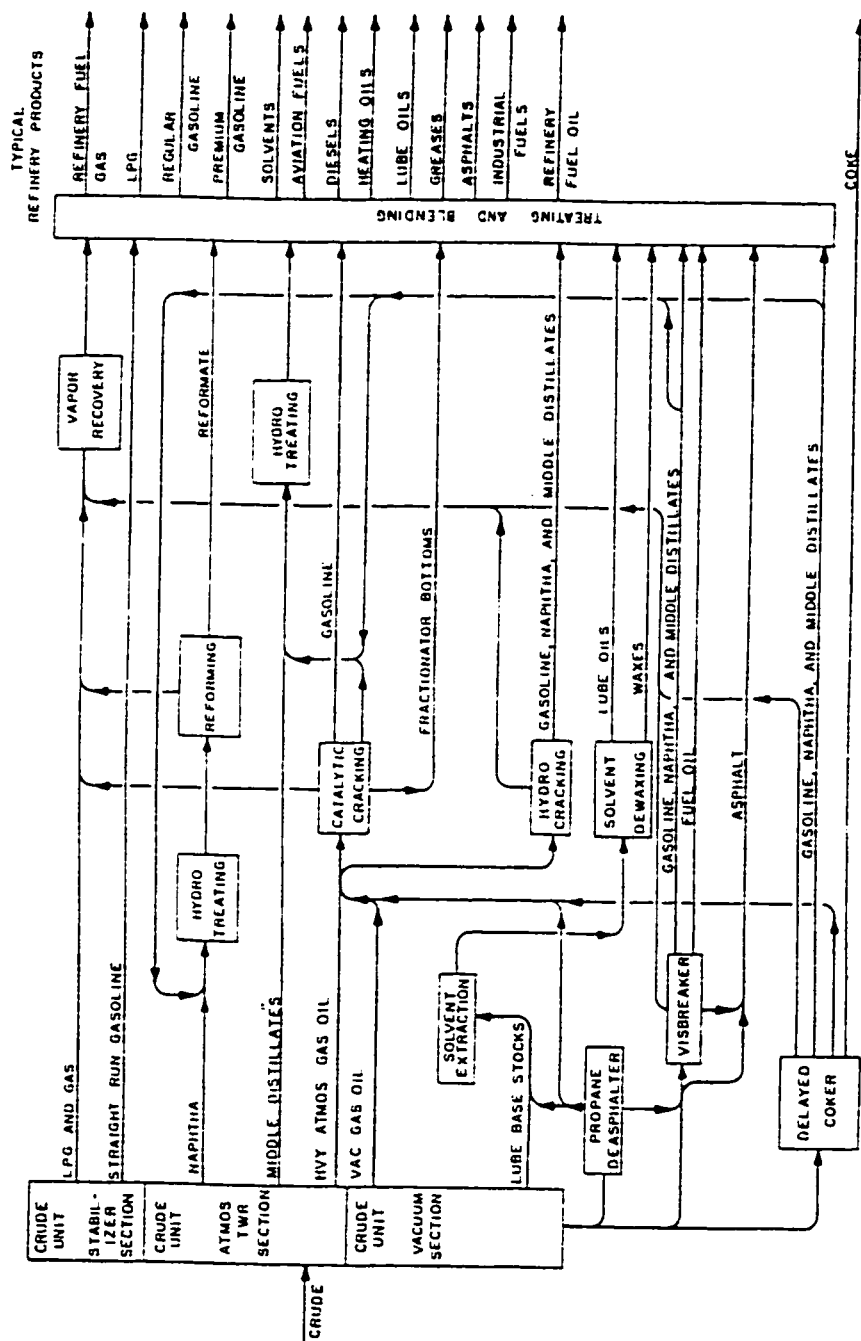 TYPICAL
REFINERY PRODUCTS
REFINERY FUEL
GAS
LPG
REGULAR
GASOLINE
PREMIUM
GASOLINE
SOLVENTS
AVIATION FUELS
DIESELS
HEATING OILS
LUBE OILS
GREASES
ASPHALTS
INDUSTRIAL
FUELS
REFINERY
FUEL OIL
COKE
TREATING AND BLENDING
VAPOR
RECOVERY
REFORMATE
HYDRO
TREATING
REFORMING
HYDRO
TREATING
GASOLINE
FRACTIONATOR BOTTOMS
CATALYTIC
CRACKING
GASOLINE, NAPHTHA, AND MIDDLE DISTILLATES
HYDRO
CRACKING
LUBE OILS
WAXES
SOLVENT
DEWAXING
GASOLINE, NAPHTHA, AND MIDDLE DISTILLATES
FUEL OIL
ASPHALT
GASOLINE, NAPHTHA, AND MIDDLE DISTILLATES
SOLVENT
EXTRACTION
VISBREAKER
PROPANE
DEASPHALTER
DELAYED
COKER
LPG AND GAS
STRAIGHT RUN GASOLINE
NAPHTHA
MIDDLE DISTILLATES
HVY ATMOS GAS OIL
VAC GAS OIL
LUBE BASE STOCKS
CRUDE
UNIT
STABIL-
IZER
SECTION
CRUDE
UNIT
ATMOS
TWR
SECTION
CRUDE
UNIT
VACUUM
SECTION
CRUDE